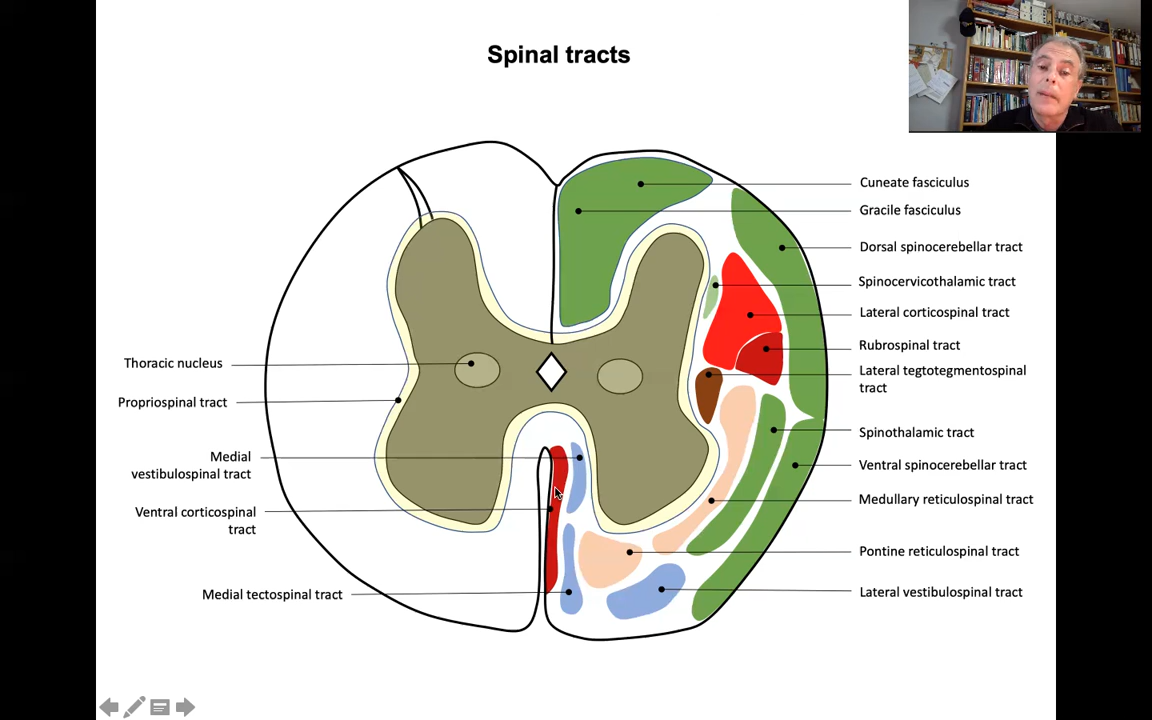 Spinal tracts
Cuneate fasciculus
Gracile fasciculus
Dorsal spinocerebellar tract
Spinocervicothalamic tract
Lateral corticospinal tract
Rubrospinal tract
Lateral tegtotegmentospinal
tract
Spinothalamic tract
Ventral spinocerebellar tract
Medullary reticulospinal tract
Pontine reticulospinal tract
Lateral vestibulospinal tract
Thoracic nucleus
Propriospinal tract
Medial
vestibulospinal tract
Ventral corticospinal
tract
Medial tectospinal tract